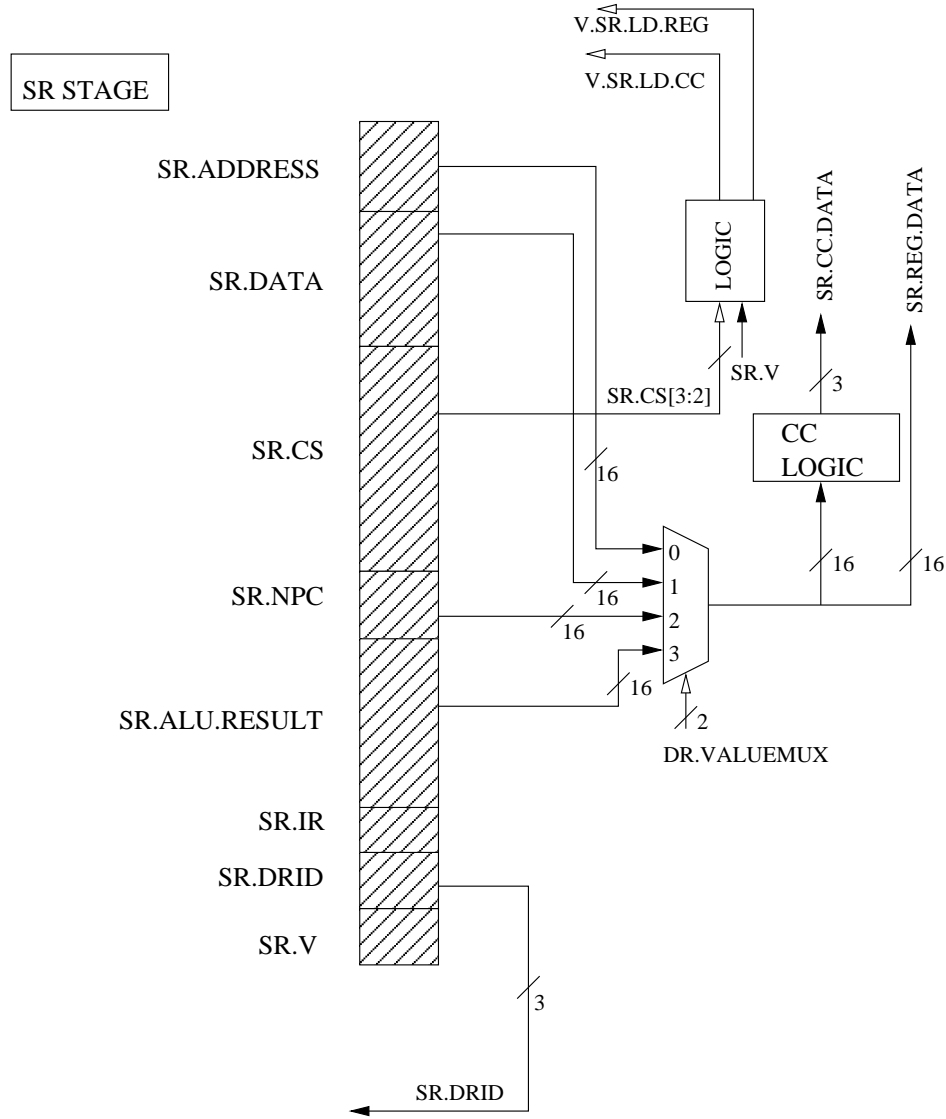 V.SR.LD.REG
V.SR.LD.CC
SR STAGE
SR.ADDRESS
SR.DATA
SR.CS
SR.NPC
SR.ALU.RESULT
SR.IR
SR.DRID
SR.V
LOGIC
SR.CC.DATA
SR.REG.DATA
SR.V
SR.CS[3:2]
3
CC
LOGIC
16
0
1
2
3
16
16
16
16
16
2
DR.VALUEMUX
3
SR.DRID